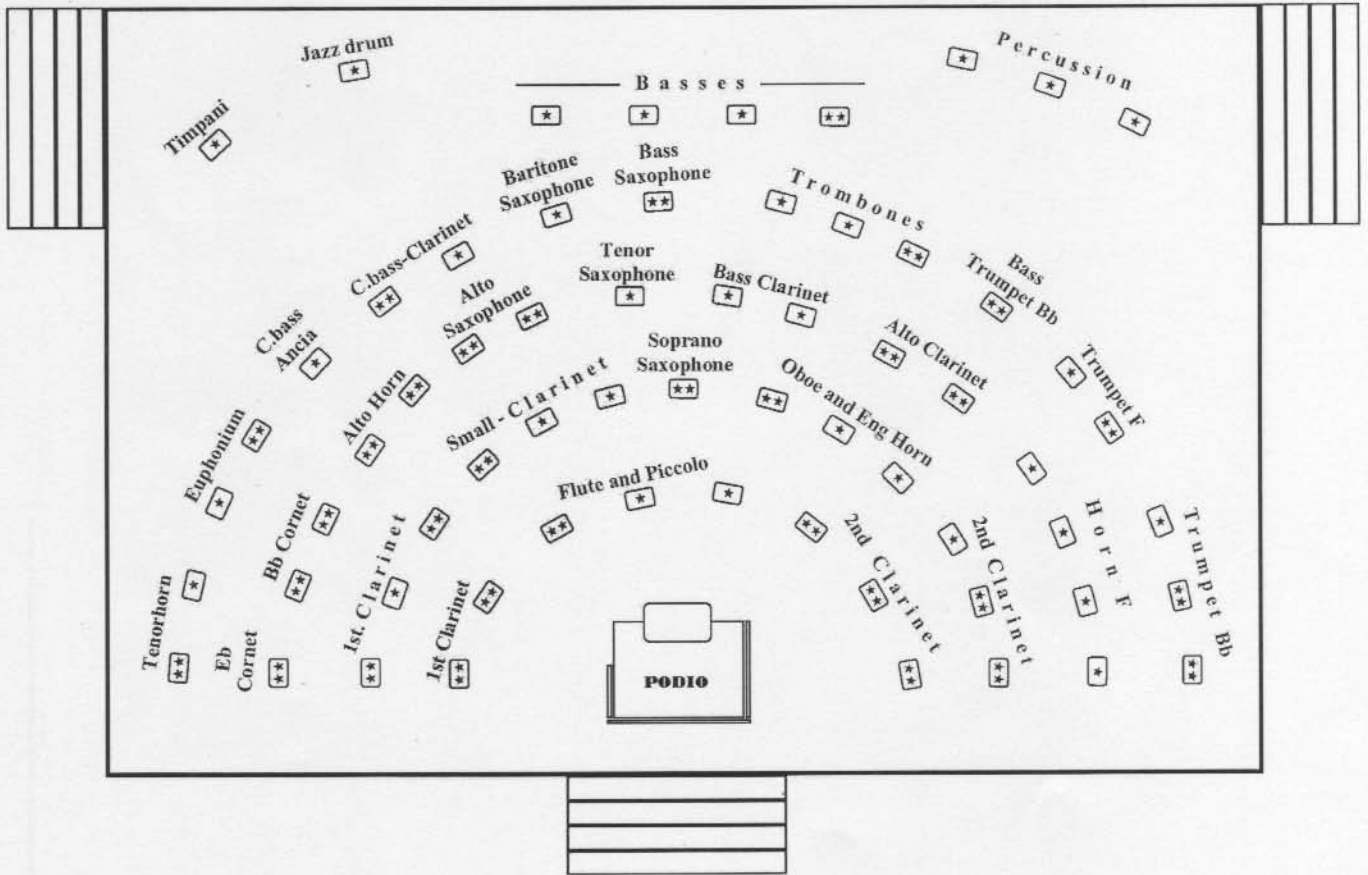 Jazz drum
Percussion
Basses
Timpani
Baritone
Saxophone
Bass
Saxophone
Trombones
C.bass-Clarinet
Alto
Saxophone
Tenor
Saxophone
Bass Clarinet
Bass
Trumpet Bb
C.bass
Ancia
Alto Horn
Small - Clarinet
Soprano
Saxophone
Oboe and Eng Horn
Alto Clarinet
Trumpet F
Euphonium
Bb Cornet
Flute and Piccolo
1st. Clarinet
2nd Clarinet
2nd Clarinet
Horn F
Trumpet Bb
Tenorhorn
Eb
Cornet
1st Clarinet
PODIO